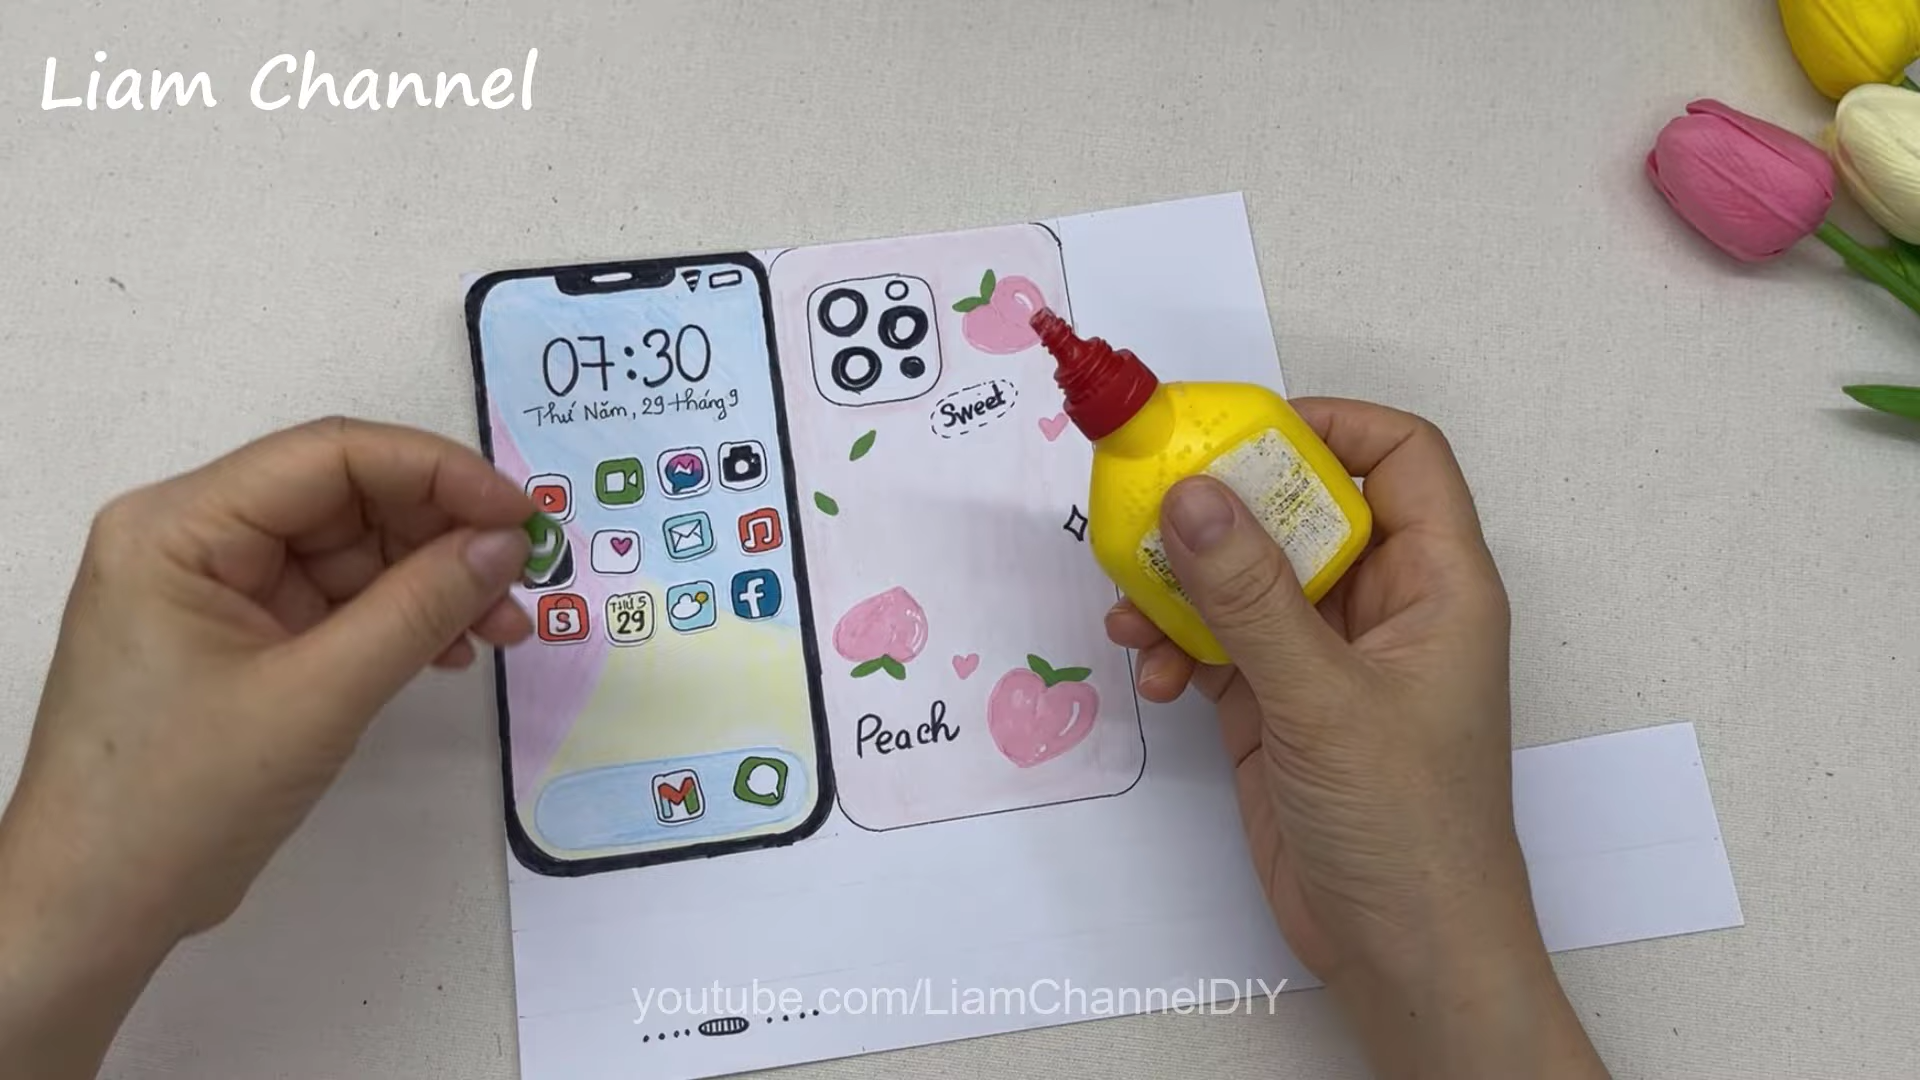 Liam Channel
07:30
Thứ Năm, 29 tháng 9
Sweet
S
THỨ 5
29
f
Peach
M
youtube.com/LiamChannelDIY